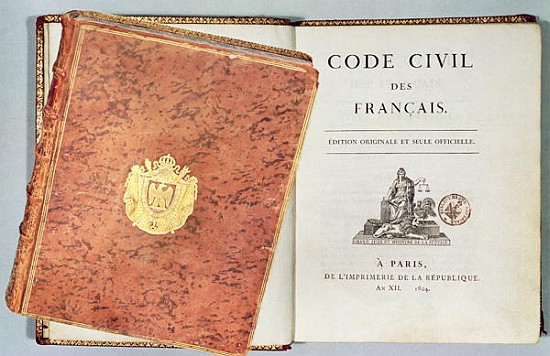 CODE CIVIL
DES
FRANÇAIS.
ÉDITION ORIGINALE ET SEULE OFFICIELLE.
À PARIS,
DE L'IMPRIMERIE DE LA RÉPUBLIQUE.
AN XII. 1804.